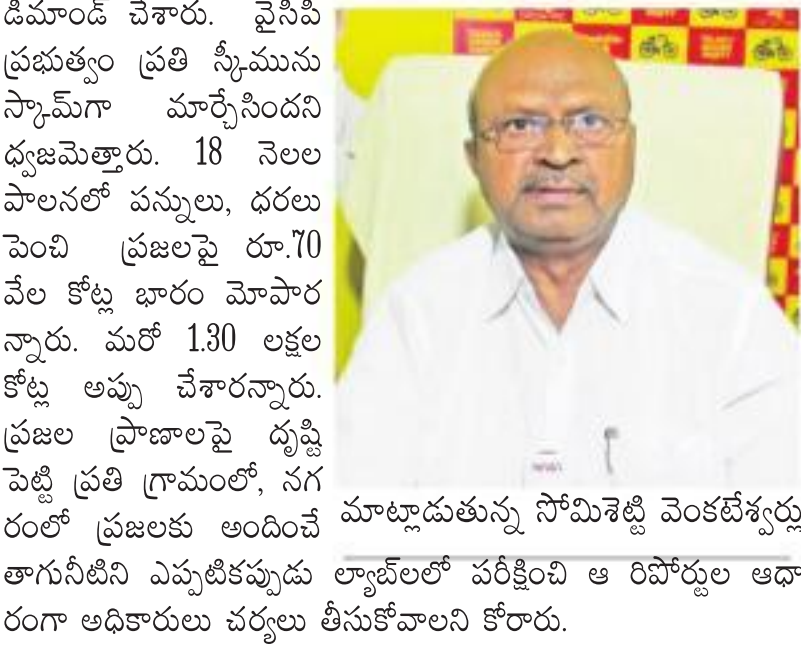 డిమాండ్ చేశారు. వైసిపి
ప్రభుత్వం ప్రతి స్కీమును
స్కామ్‌గా మార్చేసిందని
ధ్వజమెత్తారు. 18 నెలల
పాలనలో పన్నులు, ధరలు
పెంచి ప్రజలపై రూ.70
వేల కోట్ల భారం మోపార
న్నారు. మరో 1.30 లక్షల
కోట్ల అప్పు చేశారన్నారు.
ప్రజల ప్రాణాలపై దృష్టి
పెట్టి ప్రతి గ్రామంలో, నగ
రంలో ప్రజలకు అందించే
మాట్లాడుతున్న సోమిశెట్టి వెంకటేశ్వర్లు
తాగునీటిని ఎప్పటికప్పుడు ల్యాబ్‌లలో పరీక్షించి ఆ రిపోర్టుల ఆధా
రంగా అధికారులు చర్యలు తీసుకోవాలని కోరారు.